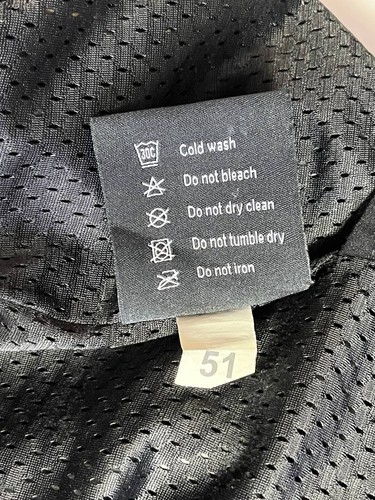 30C Cold wash
Do not bleach
Do not dry clean
Do not tumble dry
Do not iron
51